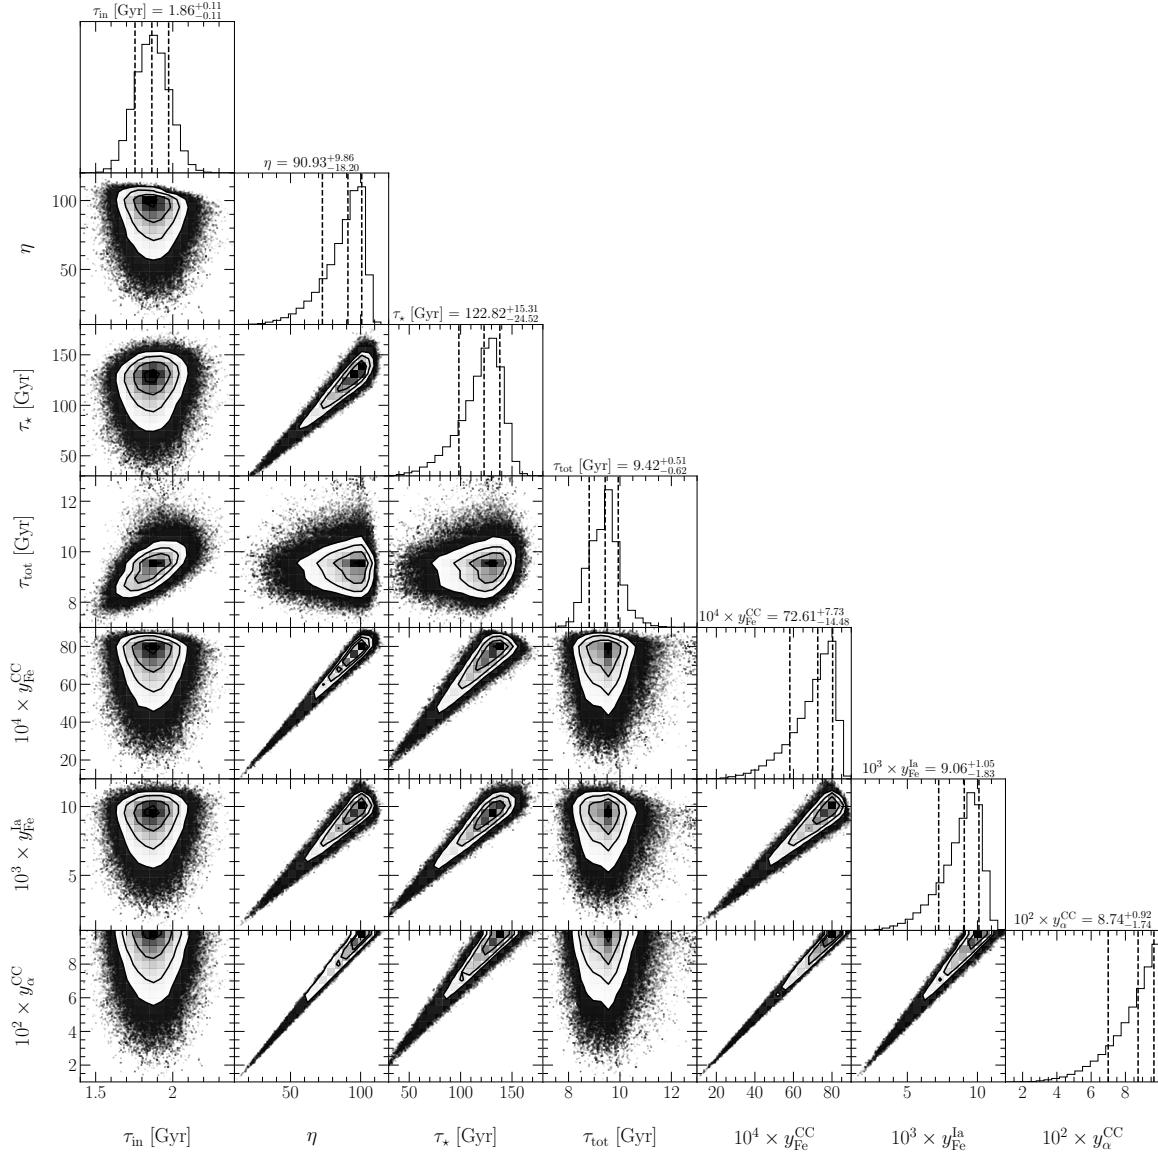 τ_in [Gyr] = 1.86^{+0.11}_{−0.11}
η = 90.93^{+9.86}_{−18.20}
100
50
η
τ_⋆ [Gyr] = 122.82^{+15.31}_{−24.52}
150
100
50
τ_⋆ [Gyr]
τ_tot [Gyr] = 9.42^{+0.51}_{−0.62}
12
10
8
τ_tot [Gyr]
10^4 × y_Fe^CC = 72.61^{+7.73}_{−14.48}
80
60
40
20
10^4 × y_Fe^CC
10^3 × y_Fe^Ia = 9.06^{+1.05}_{−1.83}
10
5
10^3 × y_Fe^Ia
10^2 × y_α^CC = 8.74^{+0.92}_{−1.74}
8
6
4
2
10^2 × y_α^CC
1.5 2 50 100 50 100 150 8 10 12 20 40 60 80 5 10 2 4 6 8
τ_in [Gyr] η τ_⋆ [Gyr] τ_tot [Gyr] 10^4 × y_Fe^CC 10^3 × y_Fe^Ia 10^2 × y_α^CC